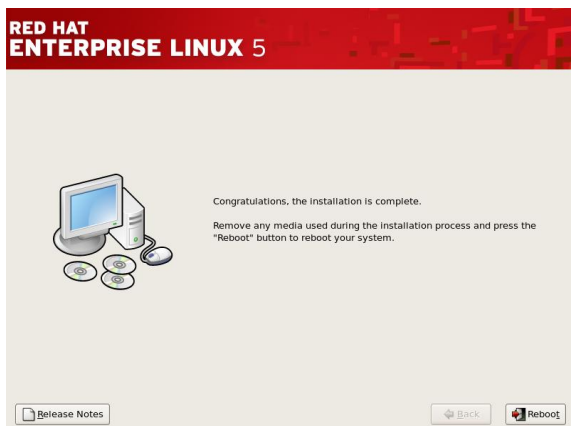 RED HAT
ENTERPRISE LINUX 5
Congratulations, the installation is complete.
Remove any media used during the installation process and press the
"Reboot" button to reboot your system.
Release Notes
Back
Reboot